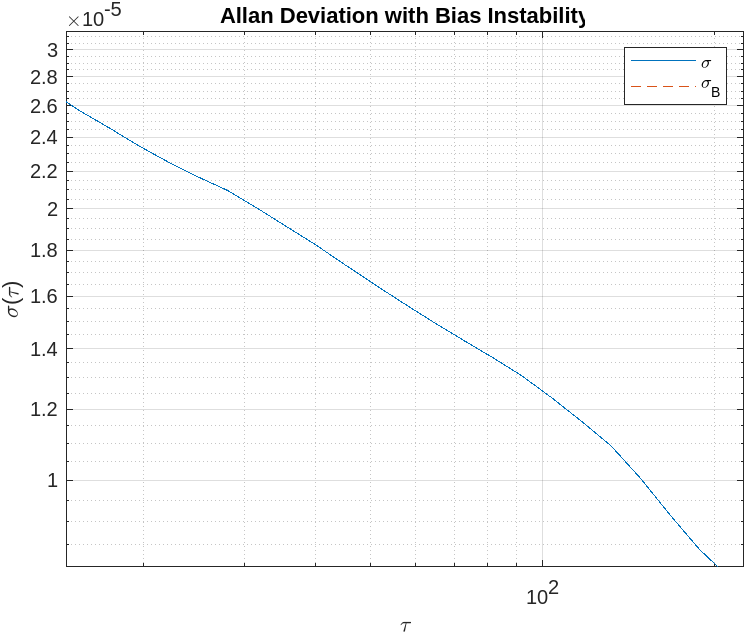 Allan Deviation with Bias Instability
×10^-5
σ
σ_B
3
2.8
2.6
2.4
2.2
2
1.8
1.6
1.4
1.2
1
σ(τ)
10^2
τ